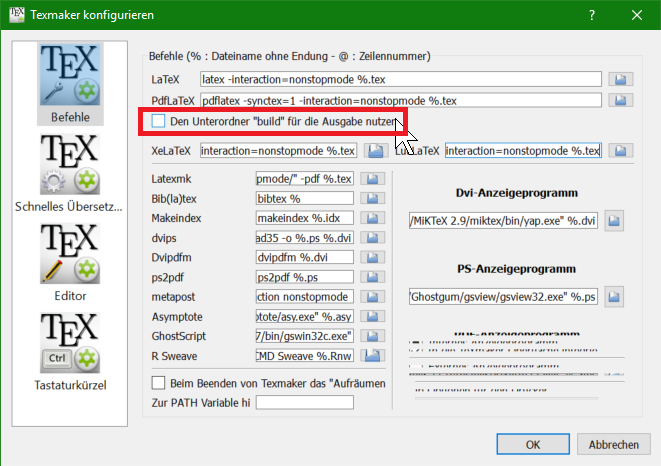 Texmaker konfigurieren
Befehle
Schnelles Übersetz...
Editor
Ctrl
Tastaturkürzel
Befehle (% : Dateiname ohne Endung - @ : Zeilennummer)
LaTeX latex -interaction=nonstopmode %.tex
PdfLaTeX pdflatex -synctex=1 -interaction=nonstopmode %.tex
Den Unterordner "build" für die Ausgabe nutzen
XeLaTeX interaction=nonstopmode %.tex LaTeX interaction=nonstopmode %.tex
Latexmk pmode/" -pdf %.tex
Bib(la)tex bibtex %
Makeindex makeindex %.idx
dvips ad35 -o %.ps %.dvi
Dvipdfm dvipdfm %.dvi
ps2pdf ps2pdf %.ps
metapost ction nonstopmode
Asymptote ptote/asy.exe" %.asy
GhostScript 7/bin/gswin32c.exe"
R Sweave CMD Sweave %.Rnw
Beim Beenden von Texmaker das "Aufräumen
Zur PATH Variable hi
Dvi-Anzeigeprogramm
/MiKTeX 2.9/miktex/bin/yap.exe" %.dvi
PS-Anzeigeprogramm
'Ghostgum/gsview/gsview32.exe" %.ps
OK
Abbrechen